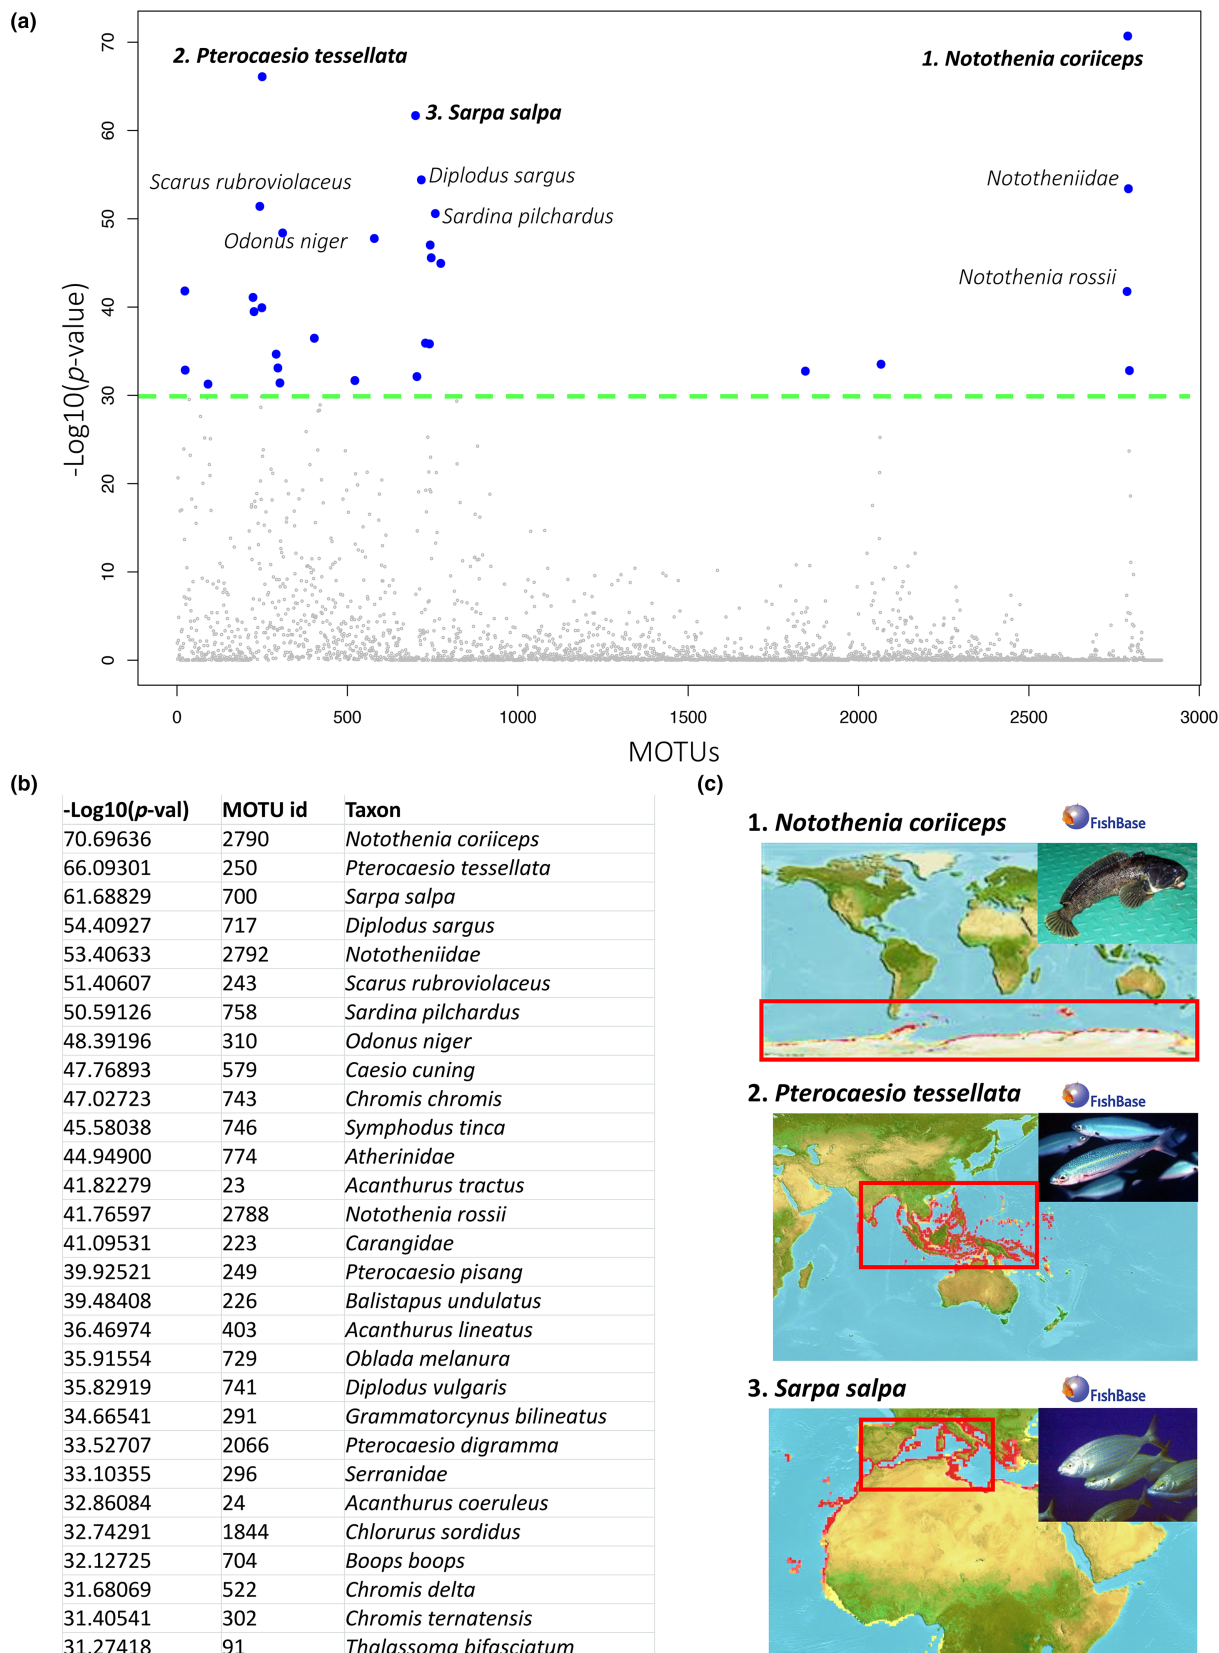 (a)
2. Pterocaesio tessellata
1. Notothenia coriiceps
3. Sarpa salpa
Scarus rubroviolaceus
Diplodus sargus
Nototheniidae
Sardina pilchardus
Odonus niger
Notothenia rossii
-Log10(p-value)
70
60
50
40
30
20
10
0
0 500 1000 1500 2000 2500 3000
MOTUs
(b)
-Log10(p-val) MOTU id Taxon
70.69636 2790 Notothenia coriiceps
66.09301 250 Pterocaesio tessellata
61.68829 700 Sarpa salpa
54.40927 717 Diplodus sargus
53.40633 2792 Nototheniidae
51.40607 243 Scarus rubroviolaceus
50.59126 758 Sardina pilchardus
48.39196 310 Odonus niger
47.76893 579 Caesio cuning
47.02723 743 Chromis chromis
45.58038 746 Symphodus tinca
44.94900 774 Atherinidae
41.82279 23 Acanthurus tractus
41.76597 2788 Notothenia rossii
41.09531 223 Carangidae
39.92521 249 Pterocaesio pisang
39.48408 226 Balistapus undulatus
36.46974 403 Acanthurus lineatus
35.91554 729 Oblada melanura
35.82919 741 Diplodus vulgaris
34.66541 291 Grammatorcynus bilineatus
33.52707 2066 Pterocaesio digramma
33.10355 296 Serranidae
32.86084 24 Acanthurus coeruleus
32.74291 1844 Chlorurus sordidus
32.12725 704 Boops boops
31.68069 522 Chromis delta
31.40541 302 Chromis ternatensis
31.27418 91 Thalassoma bifasciatum
(c)
1. Notothenia coriiceps
FishBase
2. Pterocaesio tessellata
FishBase
3. Sarpa salpa
FishBase